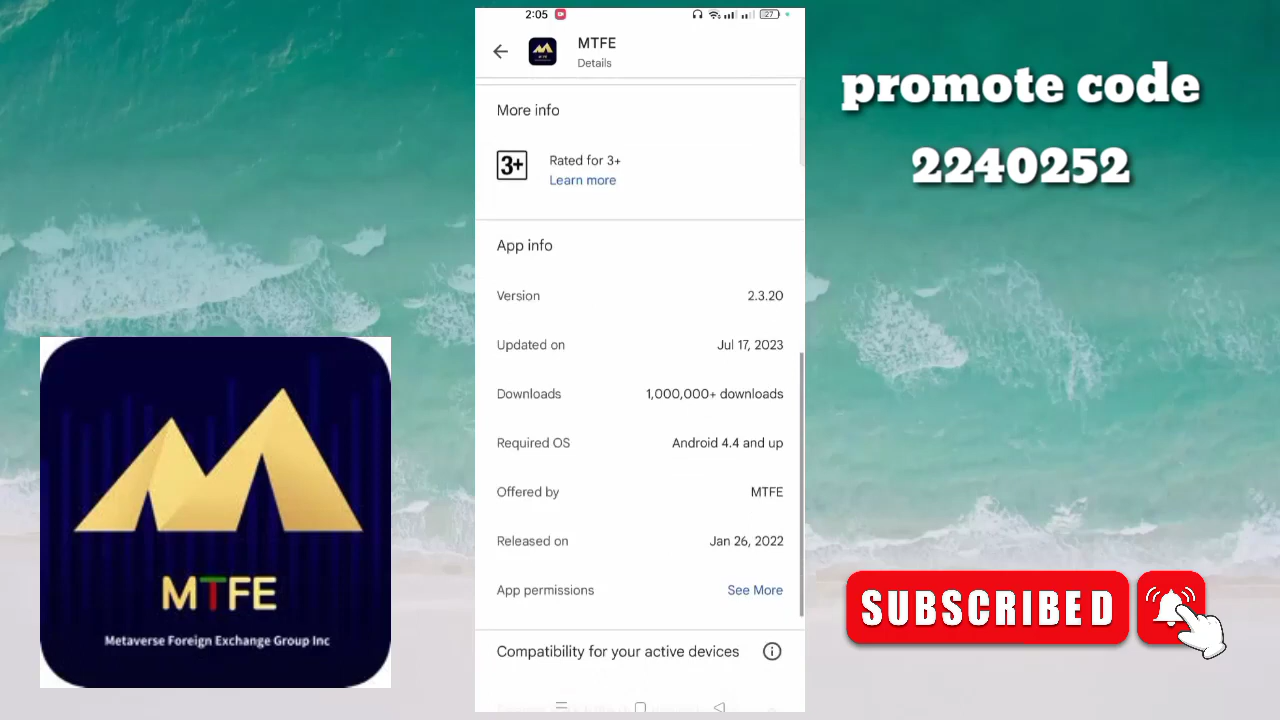 2:05
27
MTFE
Details
More info
3+
Rated for 3+
Learn more
App info
Version 2.3.20
Updated on Jul 17, 2023
Downloads 1,000,000+ downloads
Required OS Android 4.4 and up
Offered by MTFE
Released on Jan 26, 2022
App permissions See More
Compatibility for your active devices
promote code
2240252
MTFE
Metaverse Foreign Exchange Group Inc
SUBSCRIBED